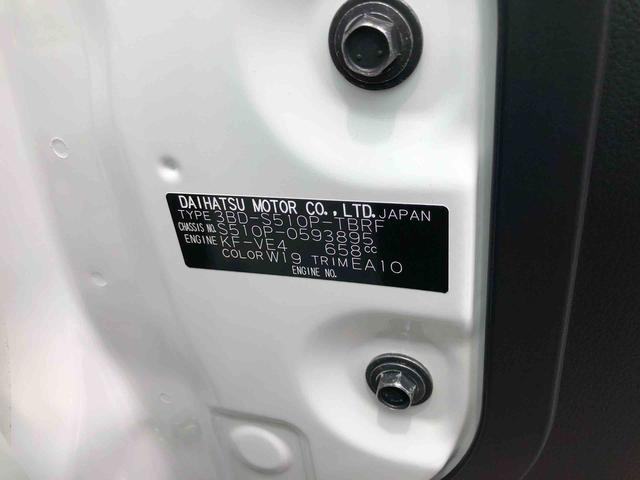 DAIHATSU MOTOR CO.,LTD. JAPAN
TYPE 3BD-S510P-TBRF
CHASSIS NO S510P-0593895
ENGINE KF-VE4 658cc
COLOR W19 TRIM EA10
ENGINE NO.